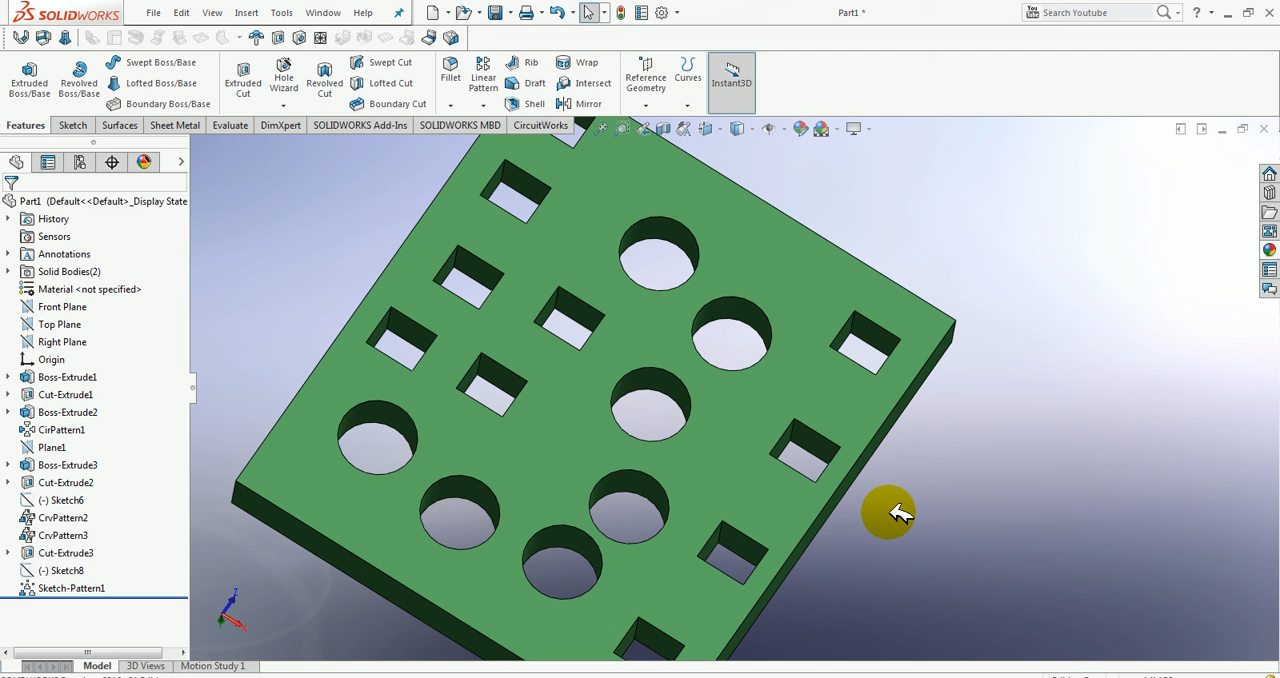 SOLIDWORKS File Edit View Insert Tools Window Help Part1 * Search Youtube
You Tube
Extruded Boss/Base
Revolved Boss/Base
Swept Boss/Base
Lofted Boss/Base
Boundary Boss/Base
Extruded Cut
Hole Wizard
Revolved Cut
Swept Cut
Lofted Cut
Boundary Cut
Fillet
Linear Pattern
Rib
Draft
Shell
Wrap
Intersect
Mirror
Reference Geometry
Curves
Instant3D
Features Sketch Surfaces Sheet Metal Evaluate DimXpert SOLIDWORKS Add-Ins SOLIDWORKS MBD CircuitWorks
Part1 (Default<<Default>_Display State
History
Sensors
Annotations
Solid Bodies(2)
Material <not specified>
Front Plane
Top Plane
Right Plane
Origin
Boss-Extrude1
Cut-Extrude1
Boss-Extrude2
CirPattern1
Plane1
Boss-Extrude3
Cut-Extrude2
(-) Sketch6
CrvPattern2
CrvPattern3
Cut-Extrude3
(-) Sketch8
Sketch-Pattern1
Z
X
Model 3D Views Motion Study 1